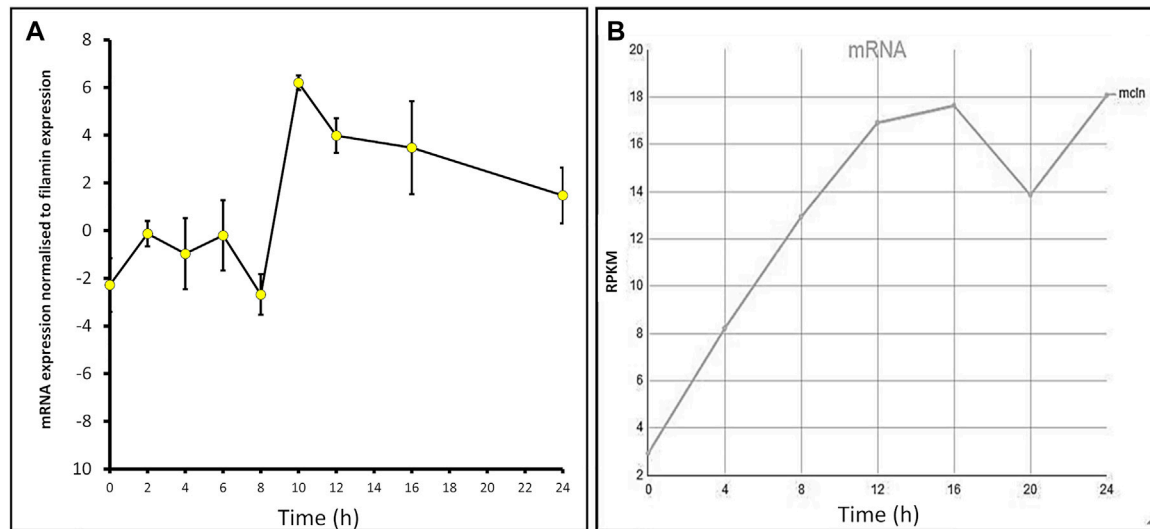 A
mRNA expression normalised to filamin expression
8
6
4
2
0
-2
-4
-6
-8
10
0 2 4 6 8 10 12 14 16 18 20 22 24
Time (h)
B
mRNA
RPKM
20
18
16
14
12
10
8
6
4
2
mcln
0 4 8 12 16 20 24
Time (h)